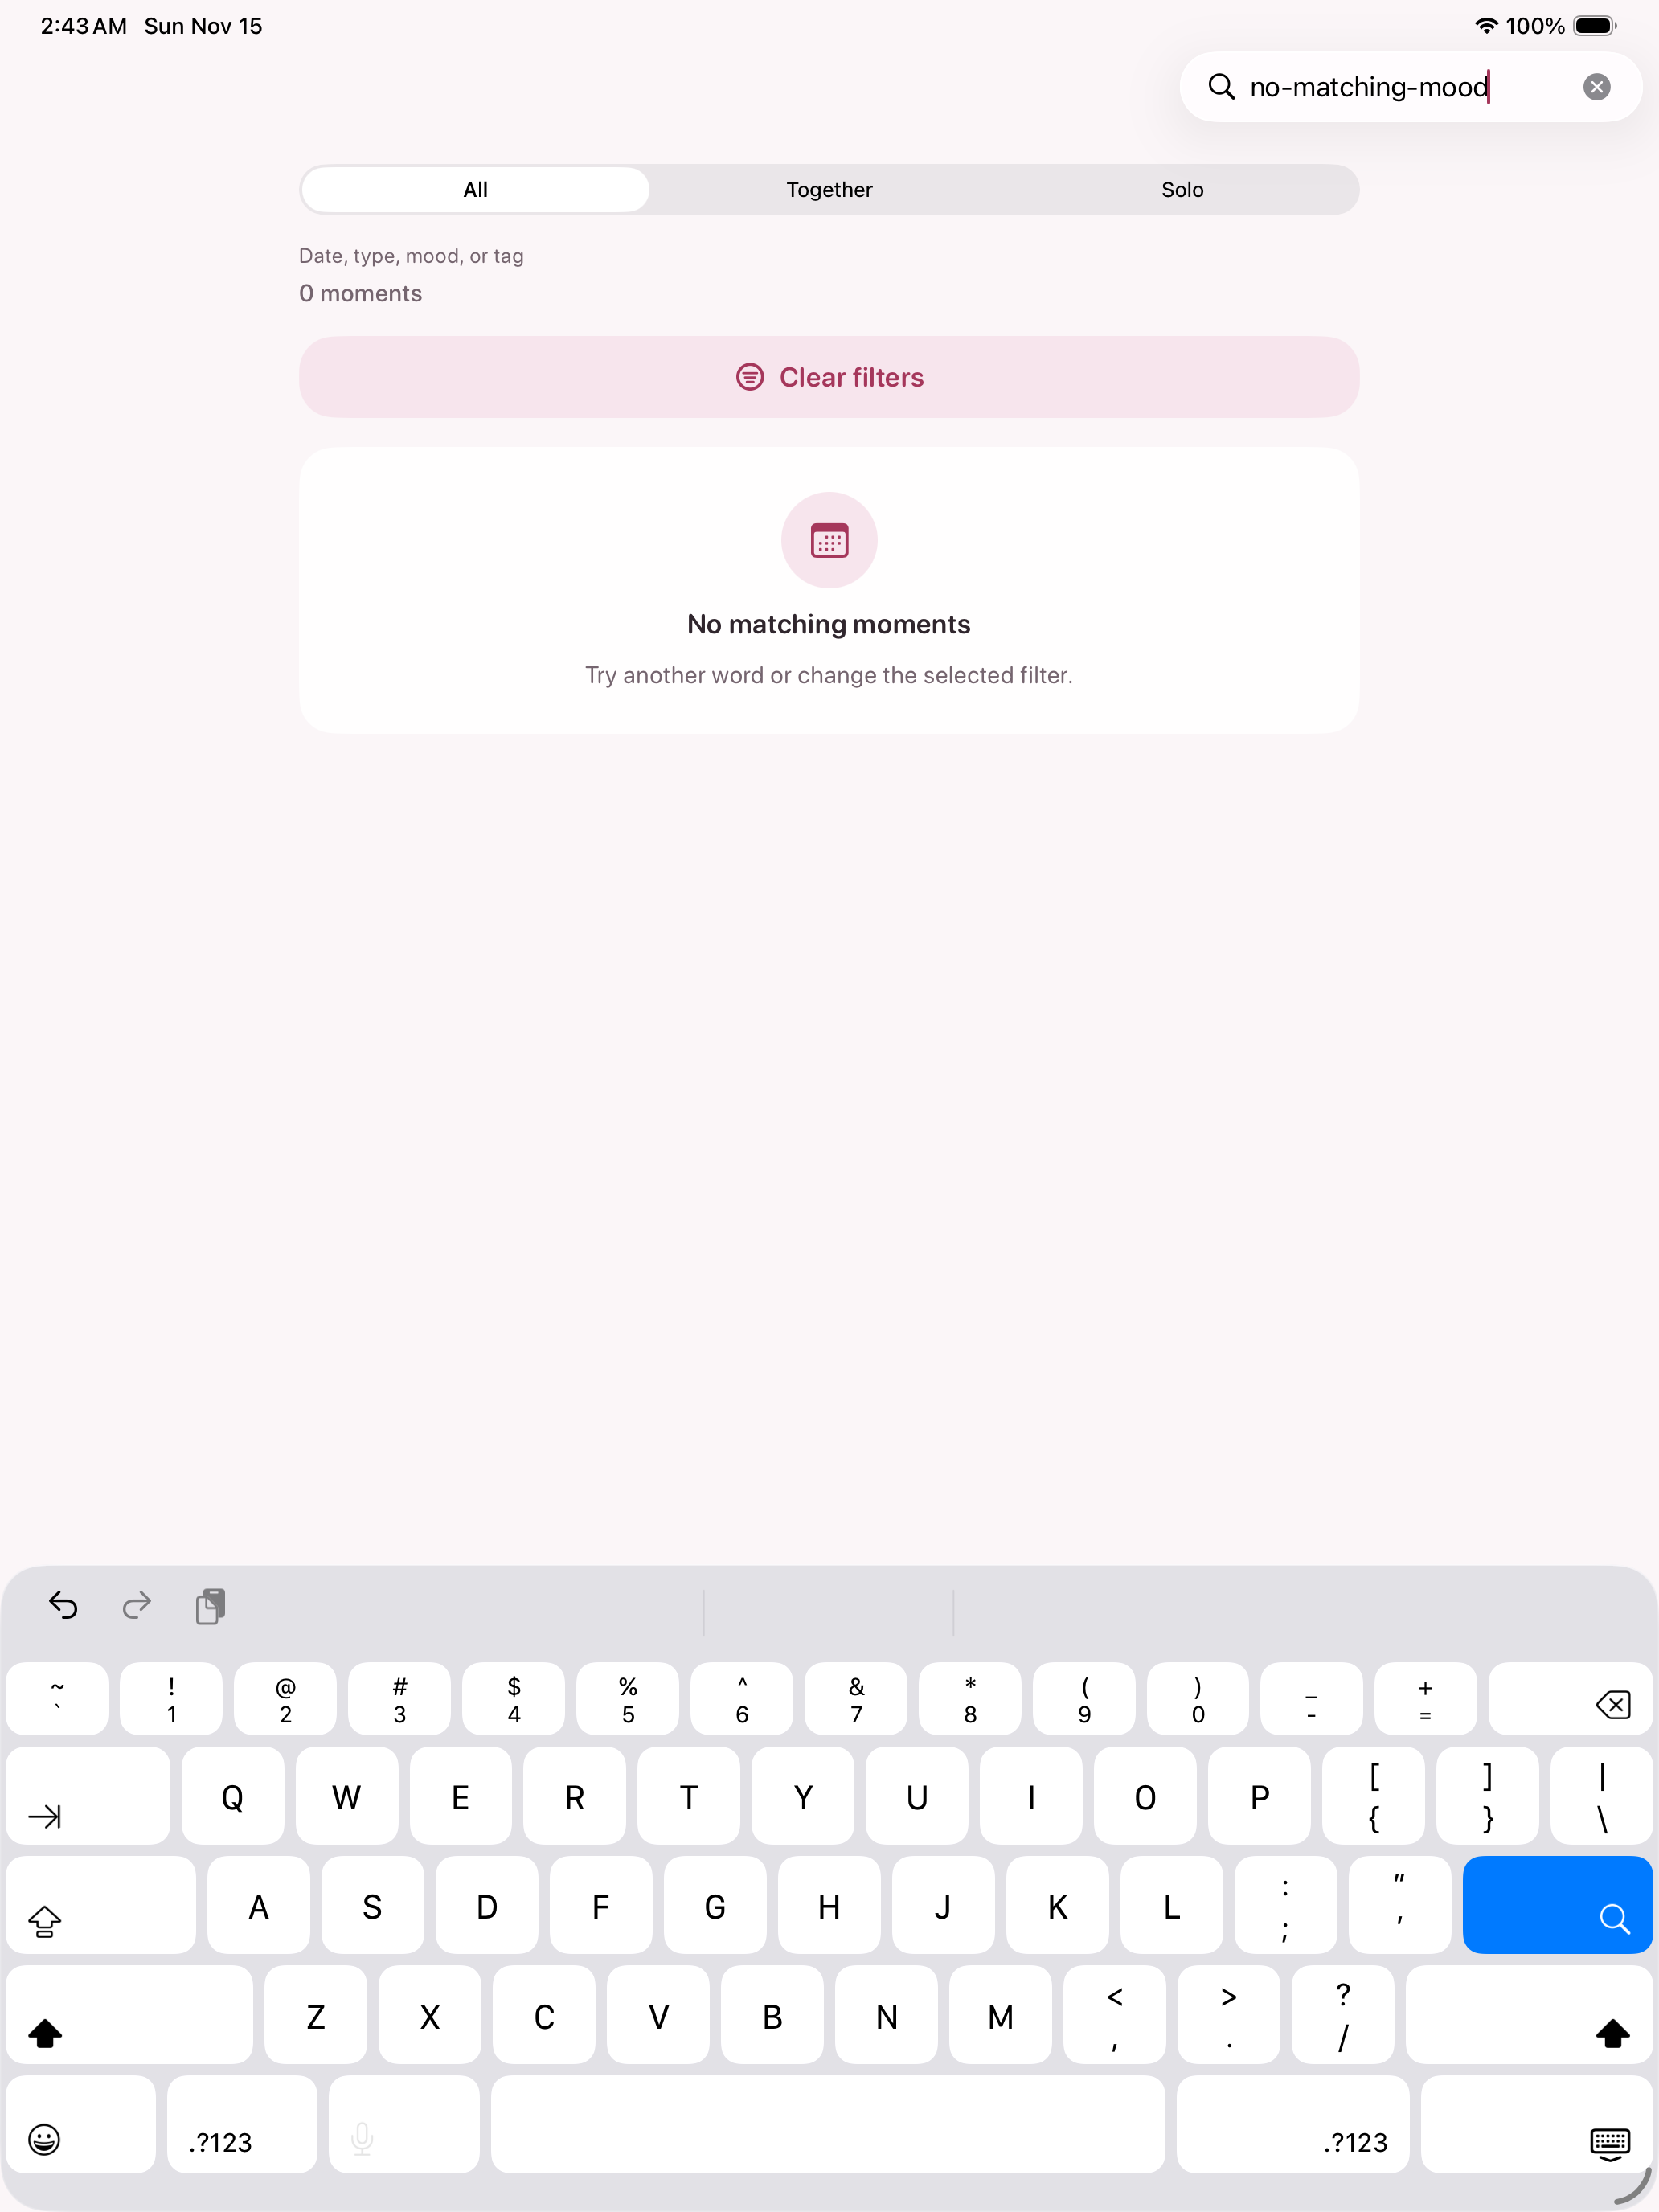 2:43 AM Sun Nov 15
100%
no-matching-mood
All Together Solo
Date, type, mood, or tag
0 moments
Clear filters
No matching moments
Try another word or change the selected filter.
~ ! @ # $ % ^ & * ( ) _ +
` 1 2 3 4 5 6 7 8 9 0 - =
Q W E R T Y U I O P [ ] |
{ } \
A S D F G H J K L : "
; '
Z X C V B N M < > ?
, . /
.?123 .?123